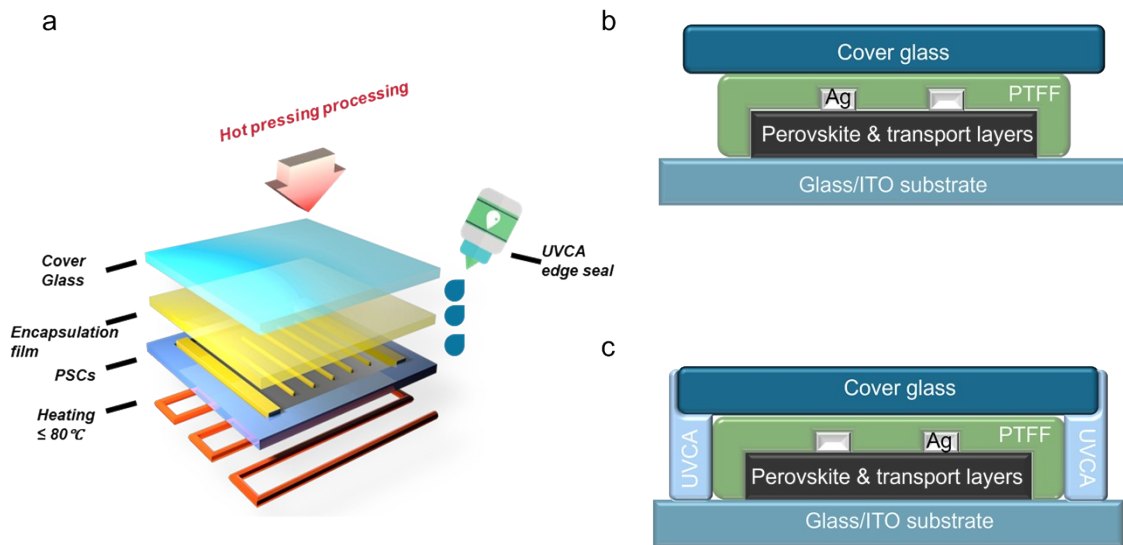 a
Hot pressing processing
Cover
Glass
Encapsulation
film
PSCs
Heating
≤ 80℃
UVCA
edge seal
b
Cover glass
PTFF
Ag
Perovskite & transport layers
Glass/ITO substrate
c
Cover glass
PTFF
Ag
UVCA
UVCA
Perovskite & transport layers
Glass/ITO substrate